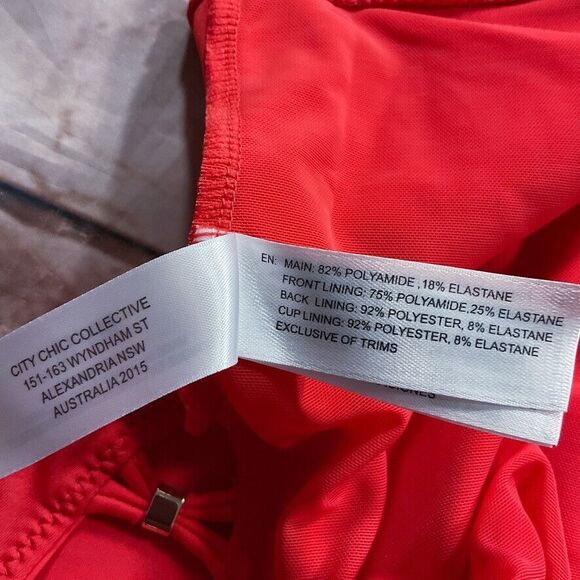 CITY CHIC COLLECTIVE
151-163 WYNDHAM ST
ALEXANDRIA NSW
AUSTRALIA 2015
EN: MAIN: 82% POLYAMIDE ,18% ELASTANE
FRONT LINING: 75% POLYAMIDE,25% ELASTANE
BACK LINING: 92% POLYESTER, 8% ELASTANE
CUP LINING: 92% POLYESTER, 8% ELASTANE
EXCLUSIVE OF TRIMS